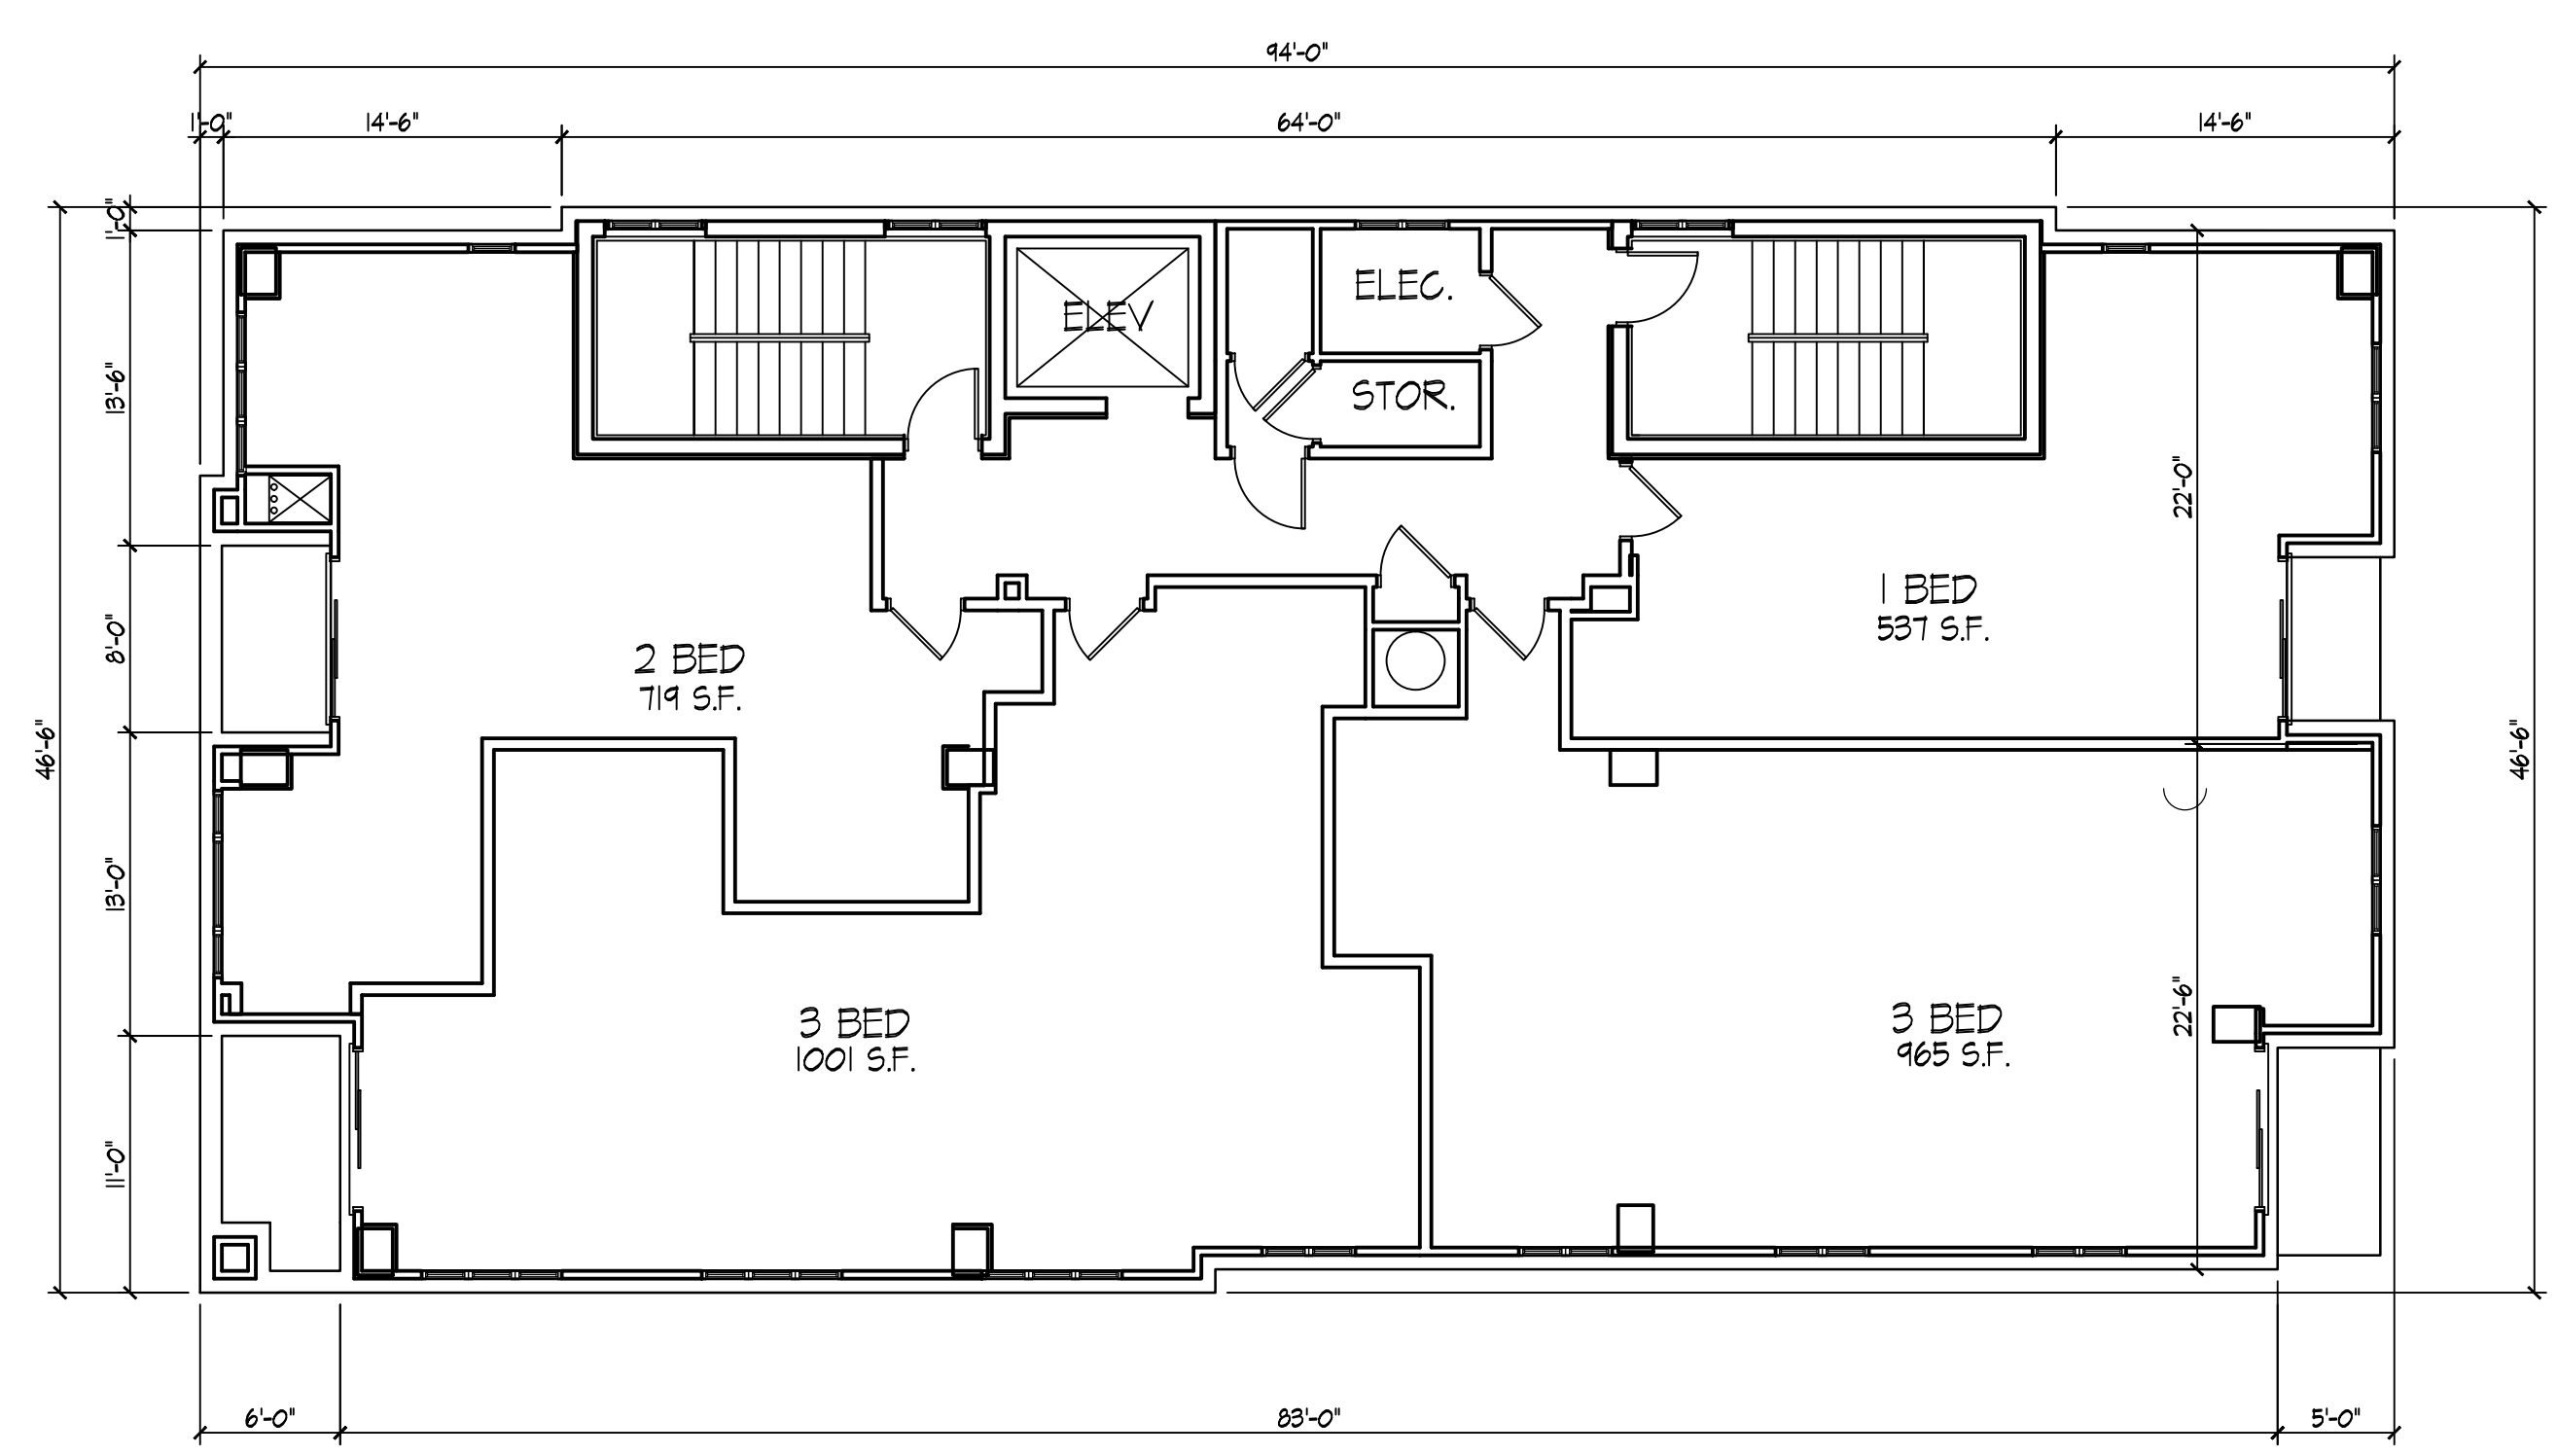 94'-0"
1'-0"
14'-6"
64'-0"
14'-6"
1'-0"
ELEC.
ELEV
13'-6"
STOR.
22'-0"
1 BED
537 S.F.
8'-0"
2 BED
719 S.F.
46'-6"
46'-6"
13'-0"
3 BED
1001 S.F.
3 BED
965 S.F.
22'-6"
11'-0"
6'-0"
83'-0"
5'-0"